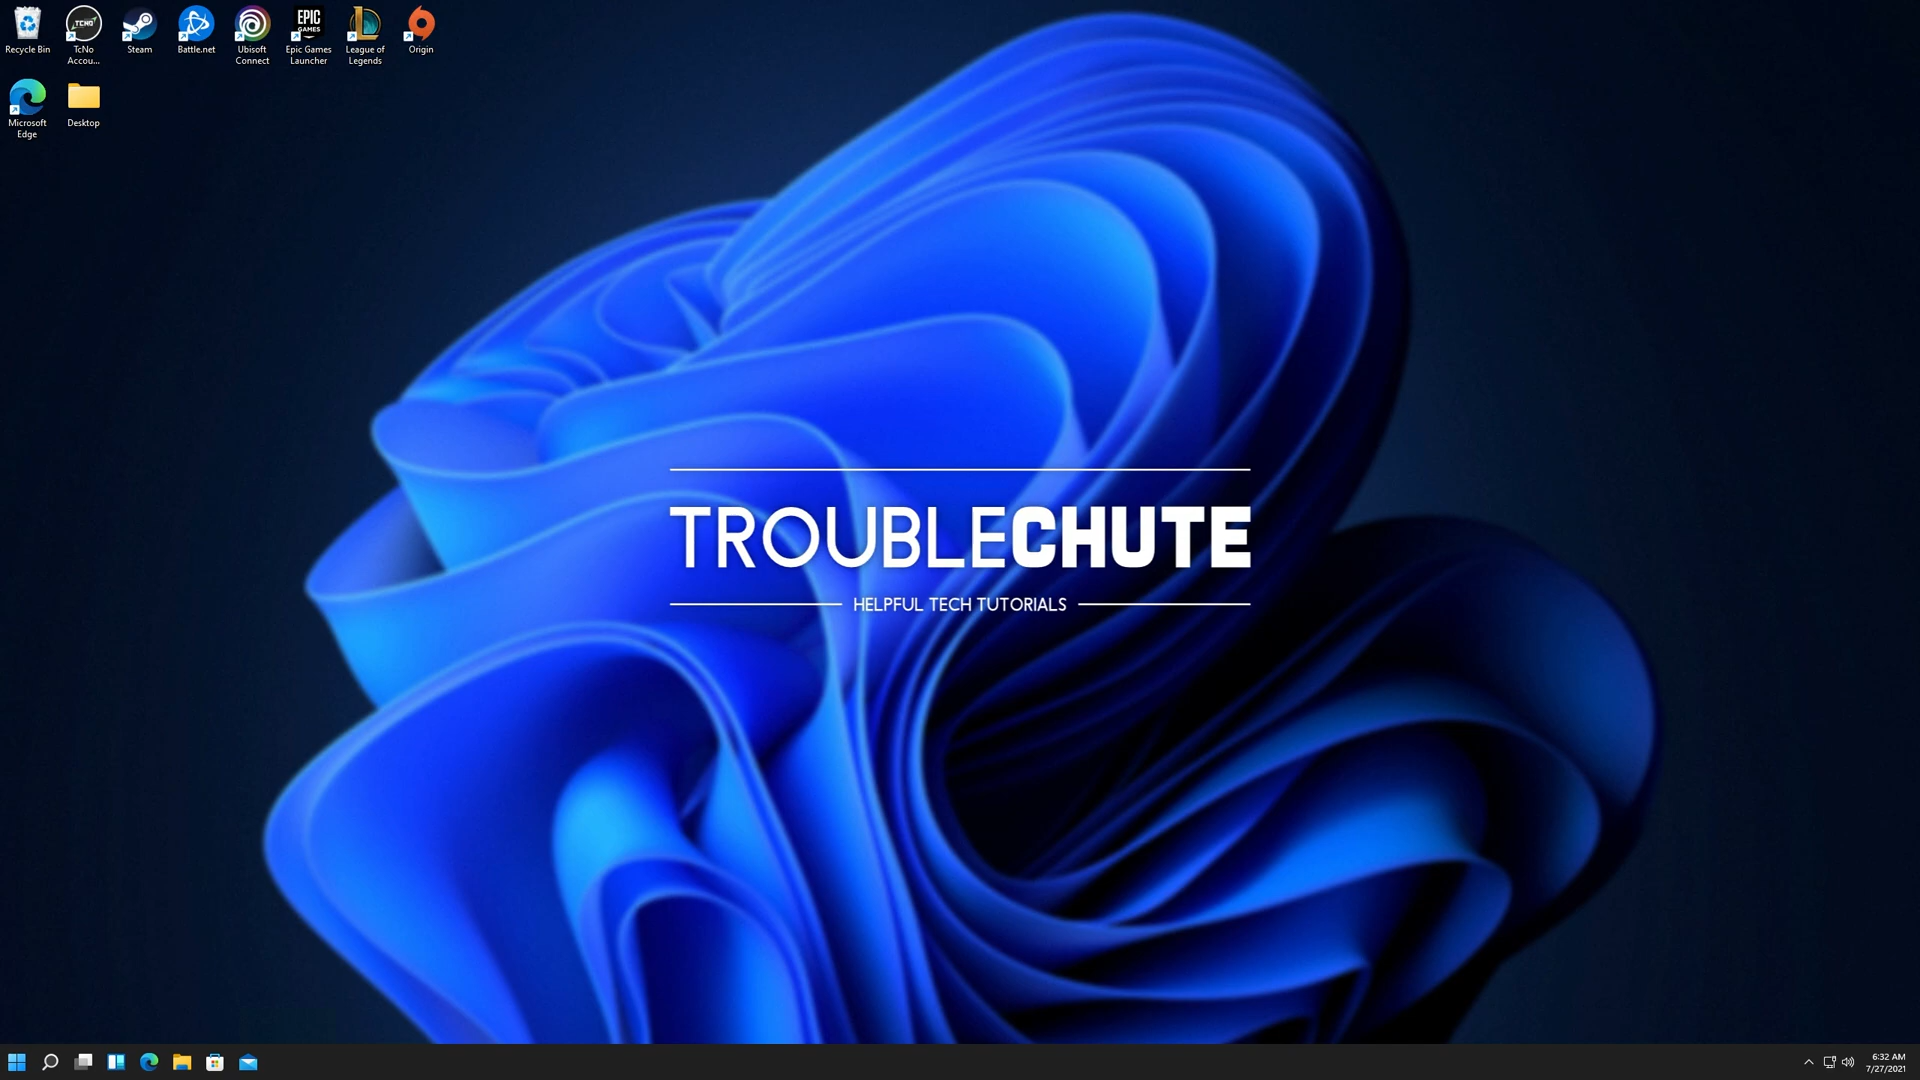 Recycle Bin
TcNo Accou...
Steam
Battle.net
Ubisoft Connect
EPIC GAMES
Epic Games Launcher
League of Legends
Origin
Microsoft Edge
Desktop
TROUBLECHUTE
HELPFUL TECH TUTORIALS
6:32 AM
7/27/2021